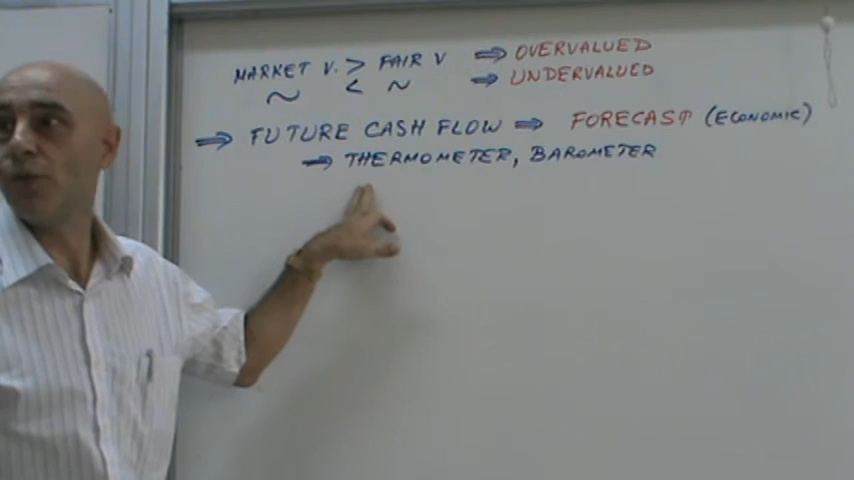 MARKET V. > FAIR V ⇒ OVERVALUED
~ < ~ ⇒ UNDERVALUED
⇒ FUTURE CASH FLOW ⇒ FORECAST (ECONOMIC)
⇒ THERMOMETER, BAROMETER